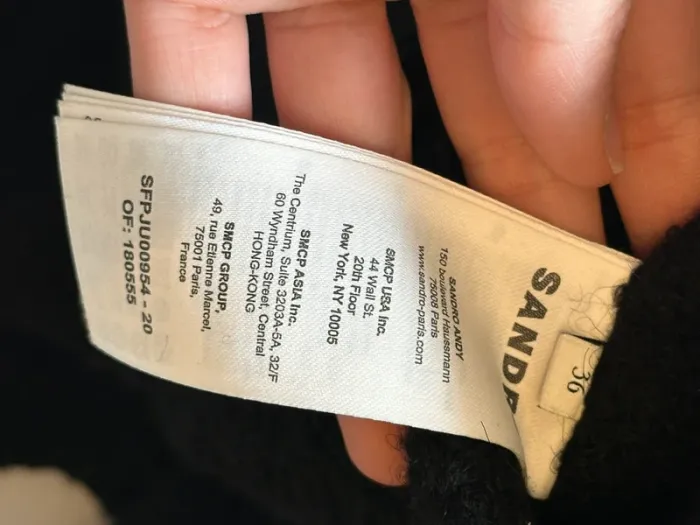 SANDR
36
SANDRO ANDY
150 boulevard Haussmann
75008 Paris
www.sandro-paris.com
SMCP USA Inc.
44 Wall St.
20th Floor
New York, NY 10005
SMCP ASIA Inc.
The Centrium, Suite 3203A-5A, 32/F
60 Wyndham Street, Central
HONG-KONG
SMCP GROUP,
49, rue Etienne Marcel,
75001 Paris,
France
SFPJU00954 - 20
OF: 180555